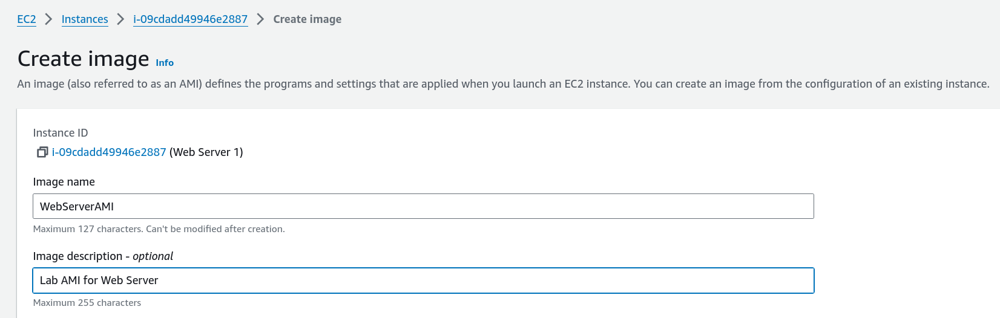 EC2 > Instances > i-09cdadd49946e2887 > Create image
Create image Info
An image (also referred to as an AMI) defines the programs and settings that are applied when you launch an EC2 instance. You can create an image from the configuration of an existing instance.
Instance ID
i-09cdadd49946e2887 (Web Server 1)
Image name
WebServerAMI
Maximum 127 characters. Can't be modified after creation.
Image description - optional
Lab AMI for Web Server
Maximum 255 characters